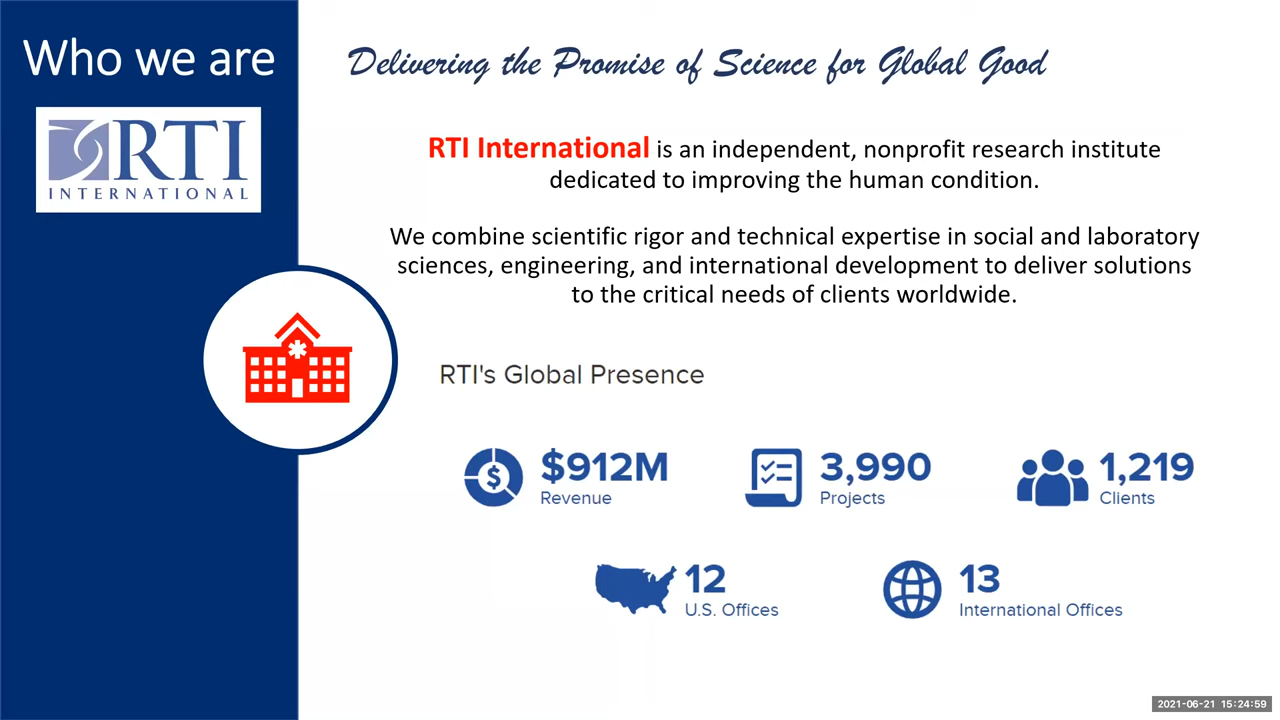 Who we are
RTI
INTERNATIONAL
Delivering the Promise of Science for Global Good
RTI International is an independent, nonprofit research institute
dedicated to improving the human condition.
We combine scientific rigor and technical expertise in social and laboratory
sciences, engineering, and international development to deliver solutions
to the critical needs of clients worldwide.
RTI's Global Presence
$
$912M
Revenue
3,990
Projects
1,219
Clients
12
U.S. Offices
13
International Offices
2021-06-21 15:24:59